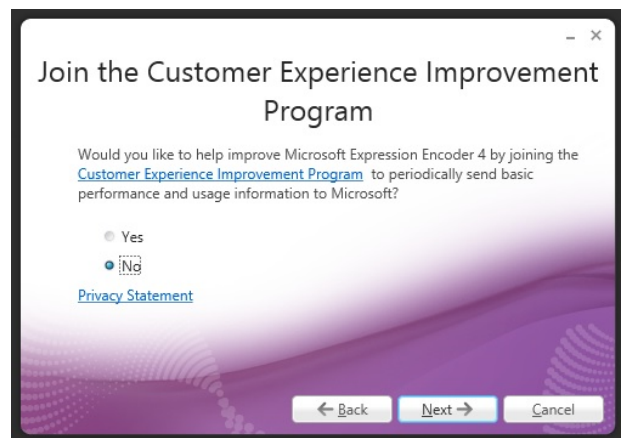 Join the Customer Experience Improvement
Program
Would you like to help improve Microsoft Expression Encoder 4 by joining the
Customer Experience Improvement Program to periodically send basic
performance and usage information to Microsoft?
Yes
No
Privacy Statement
Back
Next
Cancel